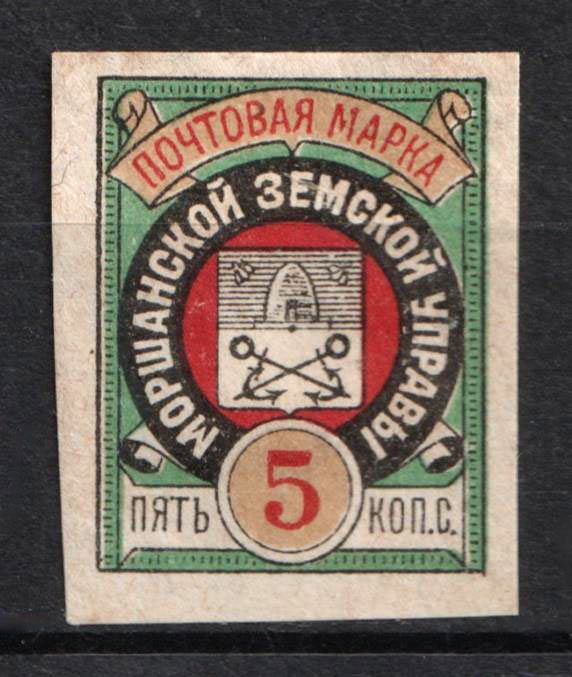 ПОЧТОВАЯ МАРКА
МОРШАНСКОЙ ЗЕМСКОЙ УПРАВЫ
5
ПЯТЬ КОП.С.